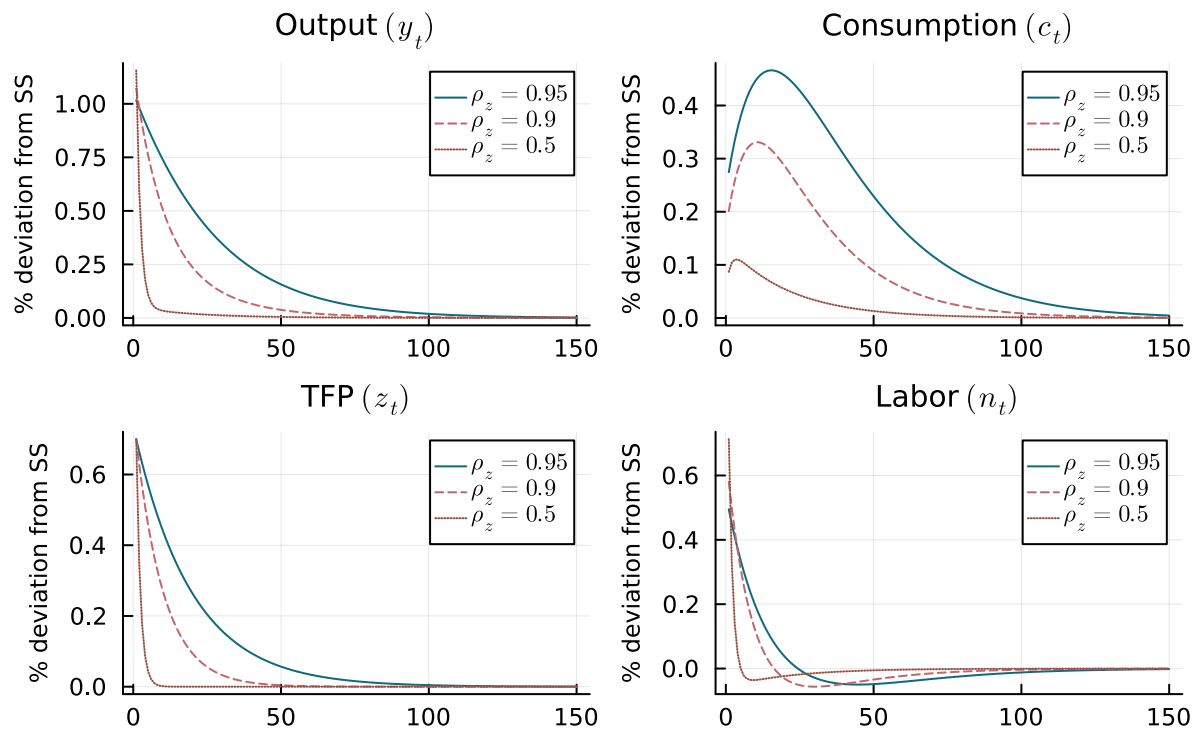 Output (y_t)
% deviation from SS
1.00
0.75
0.50
0.25
0.00
0 50 100 150
ρ_z = 0.95
ρ_z = 0.9
ρ_z = 0.5
Consumption (c_t)
% deviation from SS
0.4
0.3
0.2
0.1
0.0
0 50 100 150
ρ_z = 0.95
ρ_z = 0.9
ρ_z = 0.5
TFP (z_t)
% deviation from SS
0.6
0.4
0.2
0.0
0 50 100 150
ρ_z = 0.95
ρ_z = 0.9
ρ_z = 0.5
Labor (n_t)
% deviation from SS
0.6
0.4
0.2
0.0
0 50 100 150
ρ_z = 0.95
ρ_z = 0.9
ρ_z = 0.5